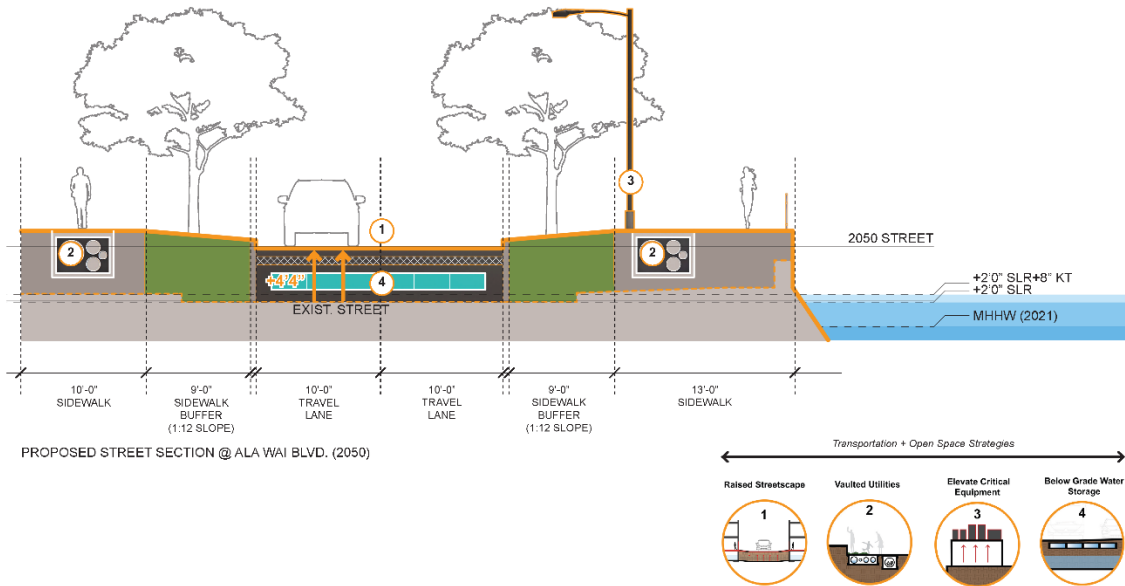 3
1
2
2
2050 STREET
+4'4"
4
+2'0" SLR+8" KT
+2'0" SLR
EXIST. STREET
MHHW (2021)
10'-0"
SIDEWALK
9'-0"
SIDEWALK
BUFFER
(1:12 SLOPE)
10'-0"
TRAVEL
LANE
10'-0"
TRAVEL
LANE
9'-0"
SIDEWALK
BUFFER
(1:12 SLOPE)
13'-0"
SIDEWALK
PROPOSED STREET SECTION @ ALA WAI BLVD. (2050)
Transportation + Open Space Strategies
Raised Streetscape
1
Vaulted Utilities
2
Elevate Critical
Equipment
3
Below Grade Water
Storage
4